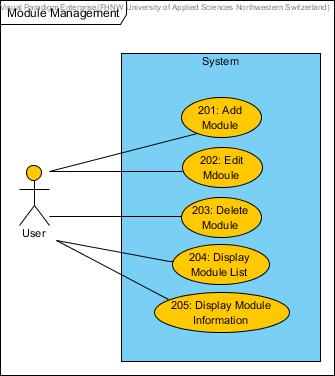 Visual Paradigm Enterprise(FHNW University of Applied Sciences Northwestern Switzerland)
Module Management
System
201: Add
Module
202: Edit
Mdoule
203: Delete
Module
User
204: Display
Module List
205: Display Module
Information